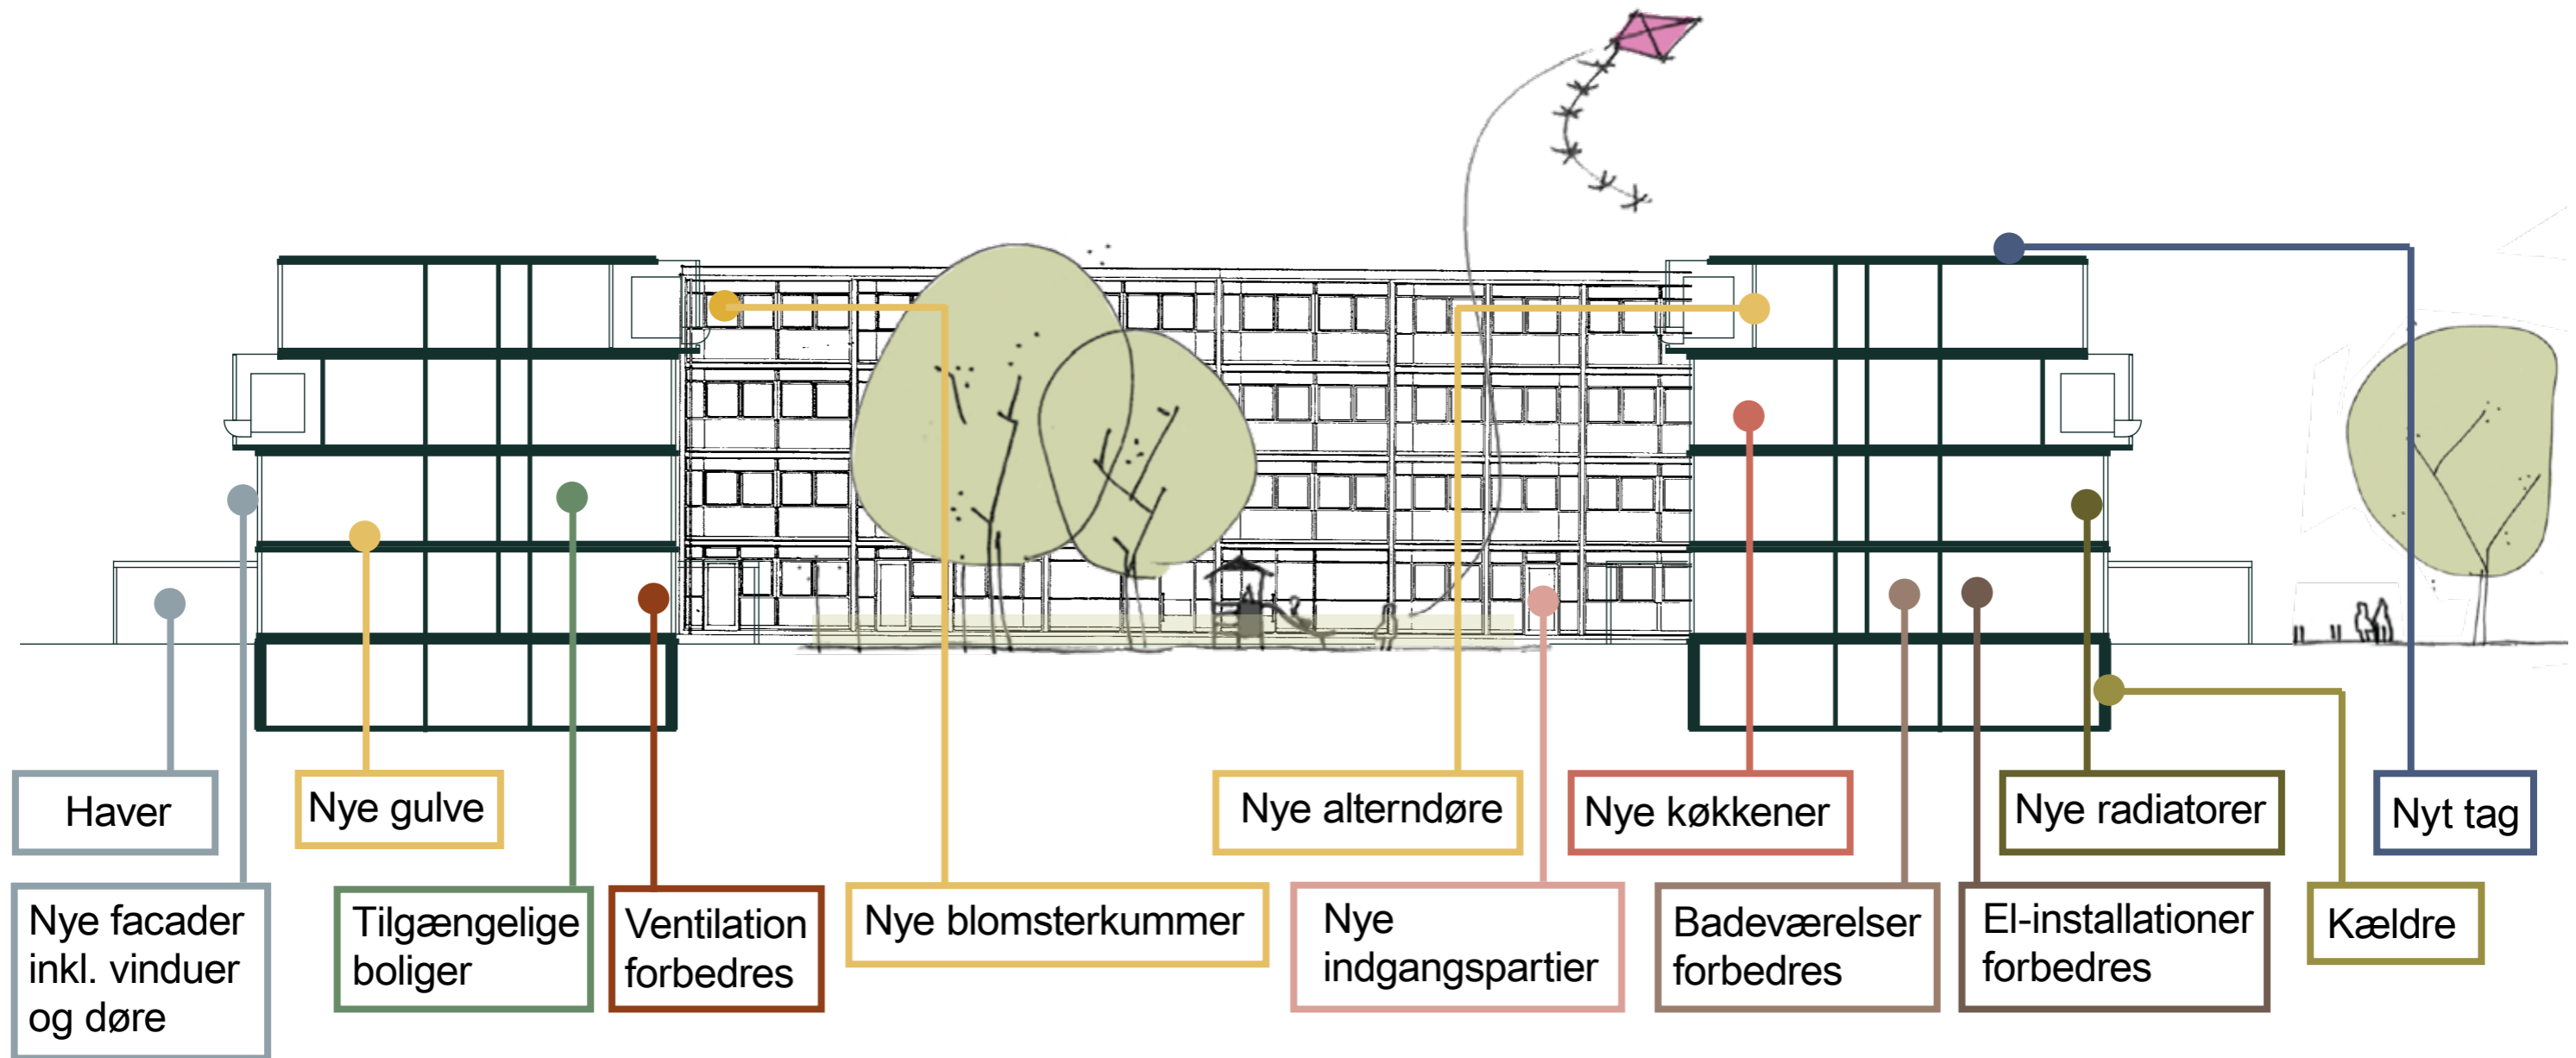 Haver
Nye gulve
Nye alterndøre
Nye køkkener
Nye radiatorer
Nyt tag
Nye facader
inkl. vinduer
og døre
Tilgængelige
boliger
Ventilation
forbedres
Nye blomsterkummer
Nye
indgangspartier
Badeværelser
forbedres
El-installationer
forbedres
Kældre